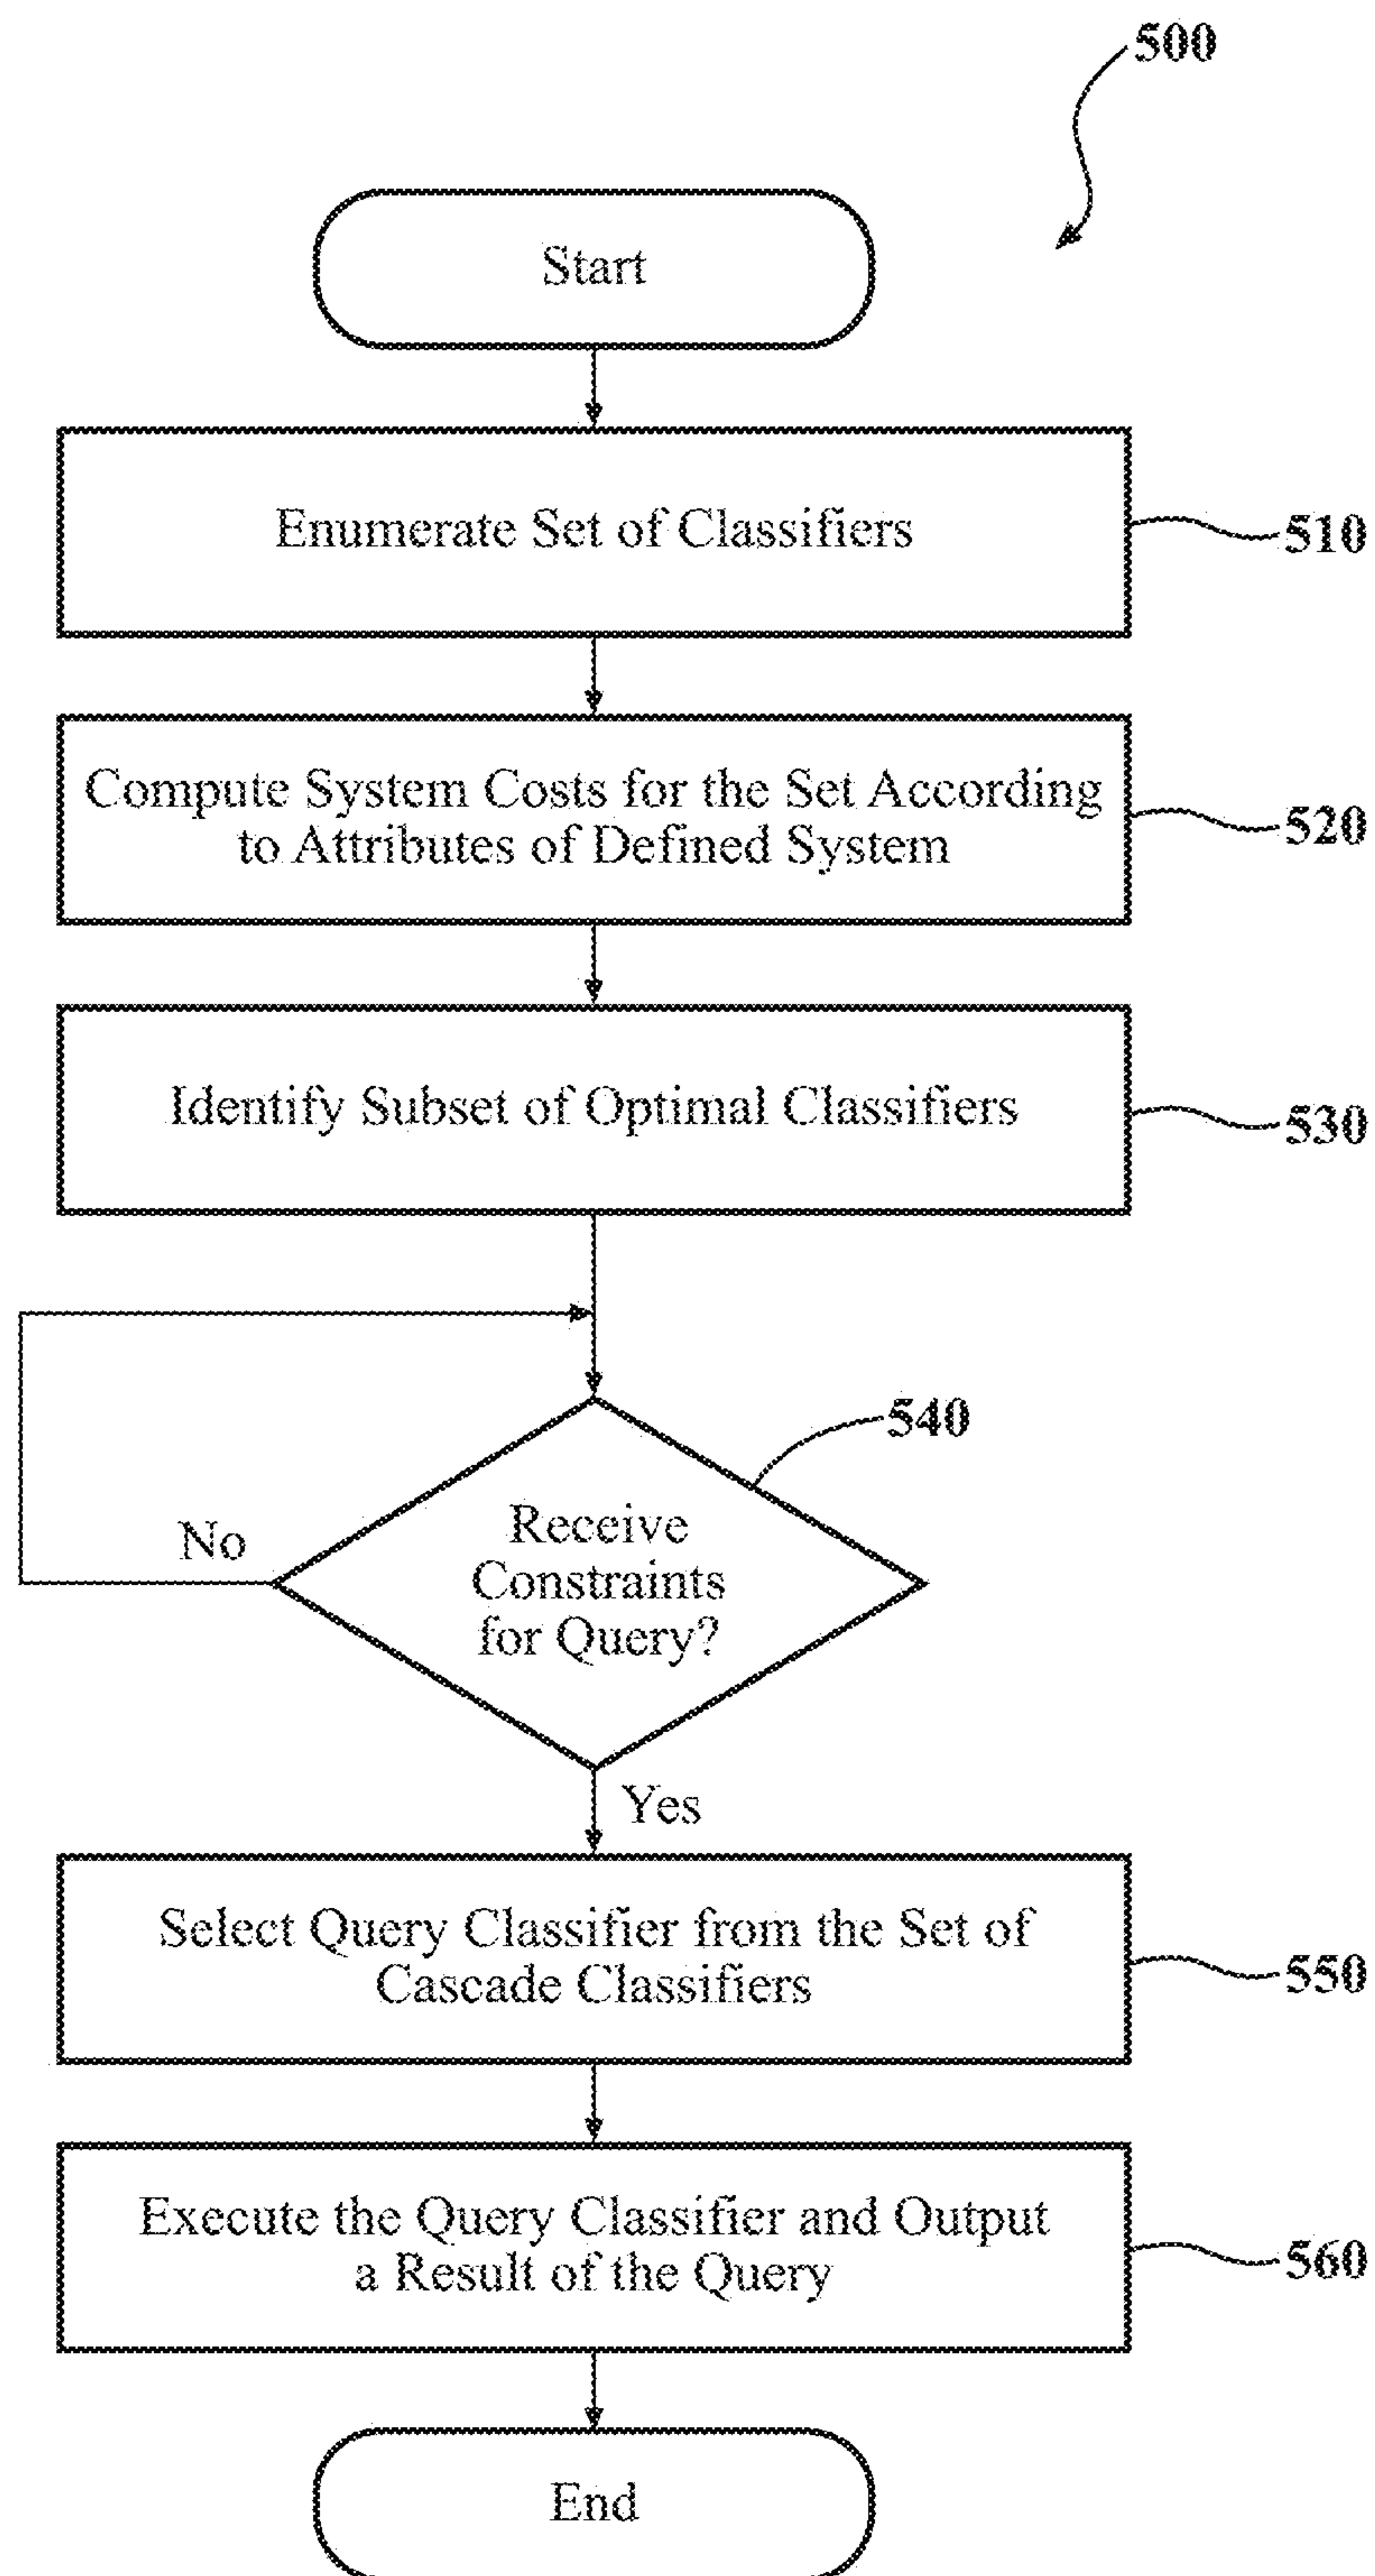 500
Start
Enumerate Set of Classifiers
510
Compute System Costs for the Set According
to Attributes of Defined System
520
Identify Subset of Optimal Classifiers
530
540
Receive
Constraints
for Query?
No
Yes
Select Query Classifier from the Set of
Cascade Classifiers
550
Execute the Query Classifier and Output
a Result of the Query
560
End